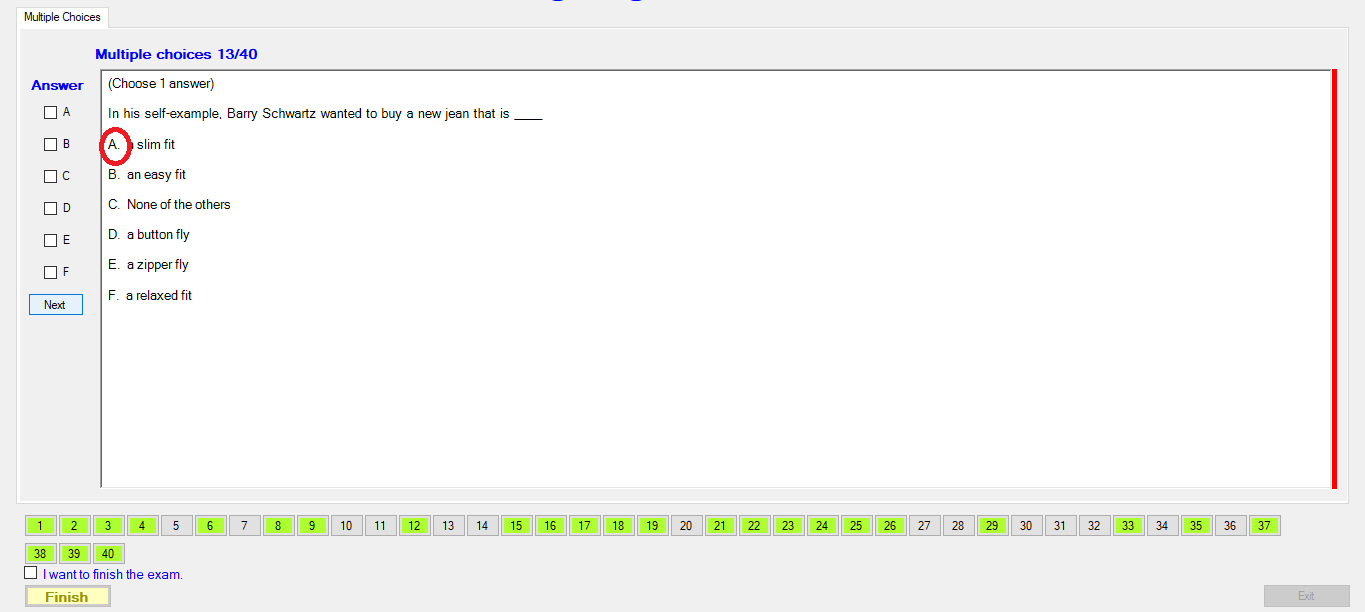 Multiple Choices
Multiple choices 13/40
Answer
A
B
C
D
E
F
Next
(Choose 1 answer)
In his self-example, Barry Schwartz wanted to buy a new jean that is ____
A. a slim fit
B. an easy fit
C. None of the others
D. a button fly
E. a zipper fly
F. a relaxed fit
1 2 3 4 5 6 7 8 9 10 11 12 13 14 15 16 17 18 19 20 21 22 23 24 25 26 27 28 29 30 31 32 33 34 35 36 37
38 39 40
I want to finish the exam.
Finish
Exit